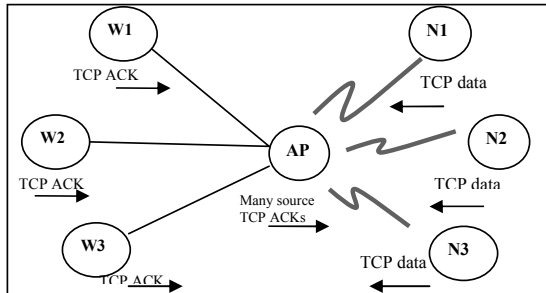 W1
N1
TCP ACK
TCP data
W2
AP
N2
TCP ACK
Many source
TCP ACKs
TCP data
W3
N3
TCP ACK
TCP data